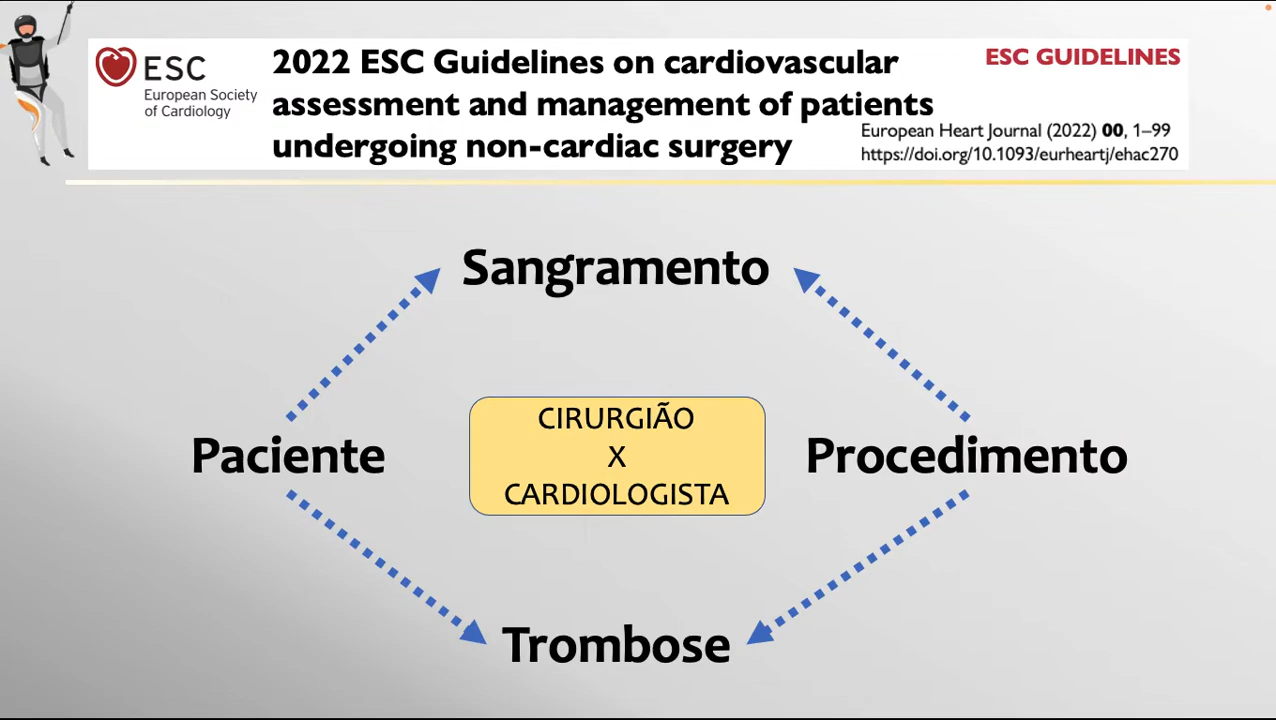 ESC
European Society
of Cardiology
2022 ESC Guidelines on cardiovascular
assessment and management of patients
undergoing non-cardiac surgery
ESC GUIDELINES
European Heart Journal (2022) 00, 1–99
https://doi.org/10.1093/eurheartj/ehac270
Sangramento
Paciente
CIRURGIÃO
X
CARDIOLOGISTA
Procedimento
Trombose